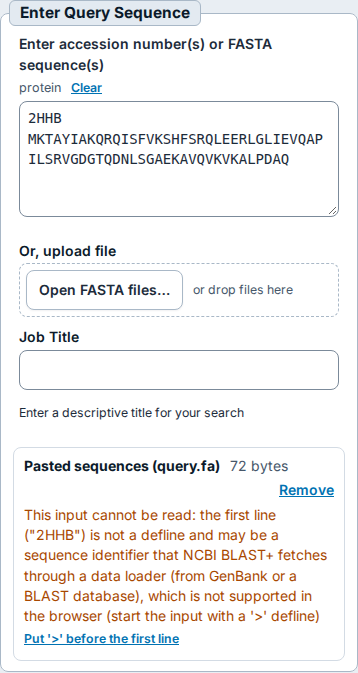 Enter Query Sequence
Enter accession number(s) or FASTA
sequence(s)
protein Clear
2HHB
MKTAYIAKQRQISFVKSHFSRQLEERLGLIEVQAP
ILSRVGDGTQDNLSGAEKAVQVKVKALPDAQ
Or, upload file
Open FASTA files... or drop files here
Job Title
Enter a descriptive title for your search
Pasted sequences (query.fa) 72 bytes
Remove
This input cannot be read: the first line
("2HHB") is not a defline and may be a
sequence identifier that NCBI BLAST+ fetches
through a data loader (from GenBank or a
BLAST database), which is not supported in
the browser (start the input with a '>' defline)
Put '>' before the first line